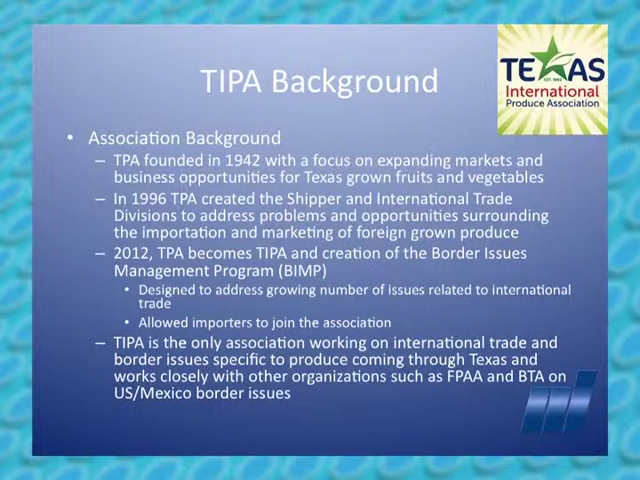 TIPA Background
TEXAS
EST. 1942
International
Produce Association
• Association Background
– TPA founded in 1942 with a focus on expanding markets and
business opportunities for Texas grown fruits and vegetables
– In 1996 TPA created the Shipper and International Trade
Divisions to address problems and opportunities surrounding
the importation and marketing of foreign grown produce
– 2012, TPA becomes TIPA and creation of the Border Issues
Management Program (BIMP)
• Designed to address growing number of issues related to international
trade
• Allowed importers to join the association
– TIPA is the only association working on international trade and
border issues specific to produce coming through Texas and
works closely with other organizations such as FPAA and BTA on
US/Mexico border issues